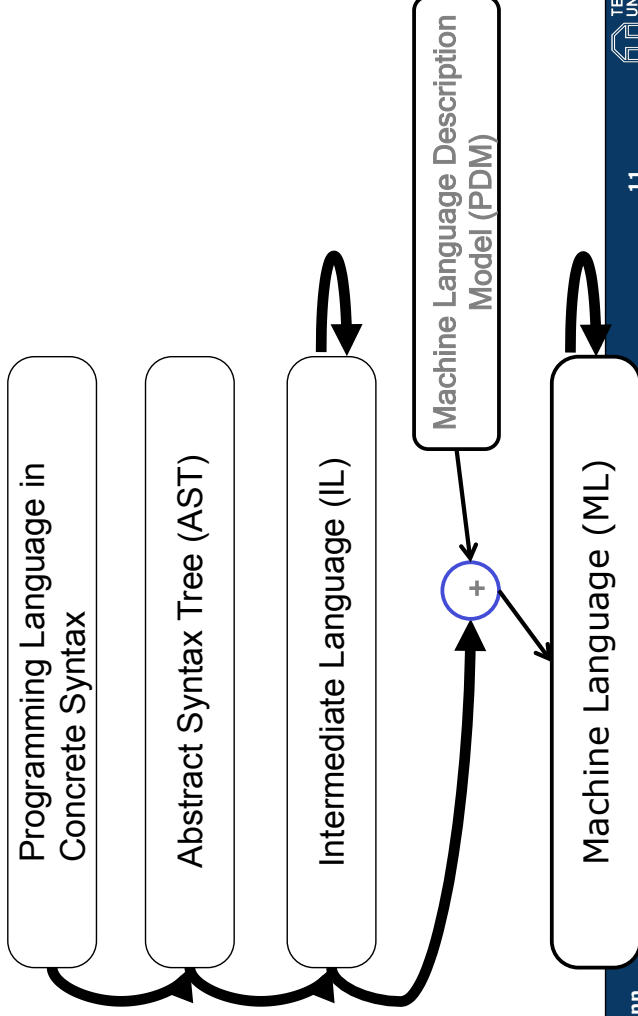 Programming Language in
Concrete Syntax
Abstract Syntax Tree (AST)
Intermediate Language (IL)
Machine Language Description
Model (PDM)
+
Machine Language (ML)
11